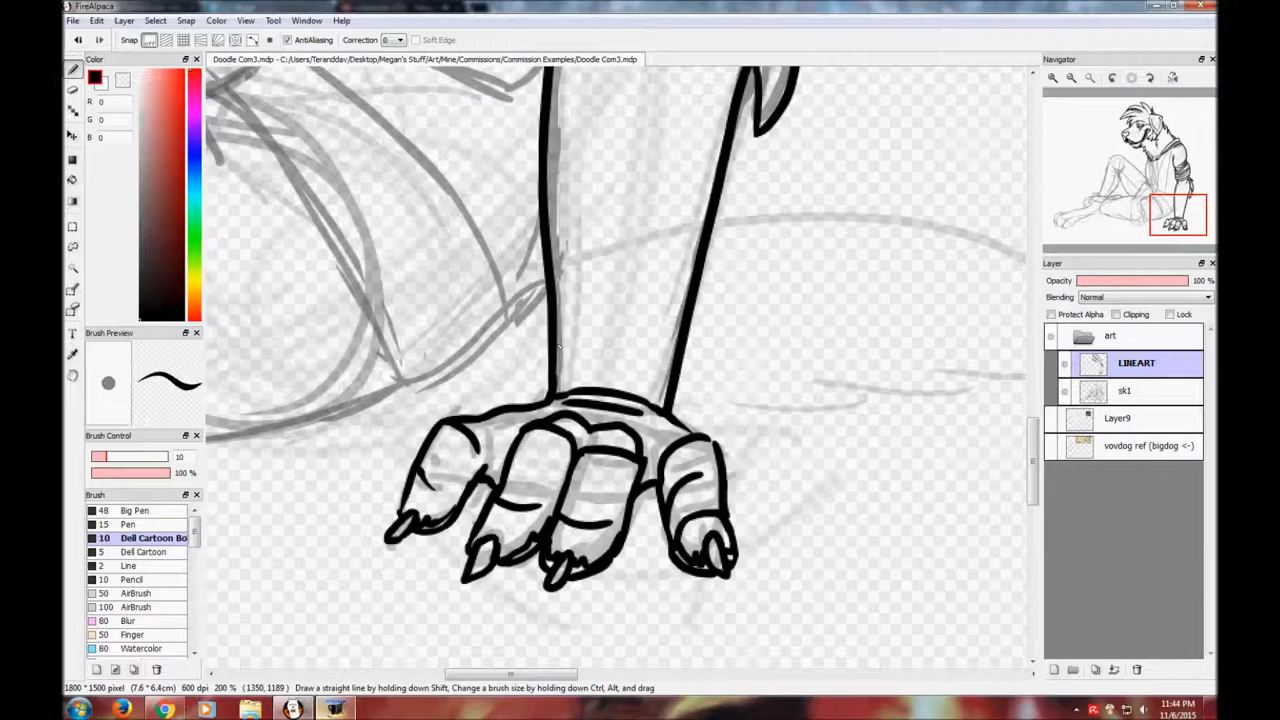 FireAlpaca
File Edit Layer Select Snap Color View Tool Window Help
Snap off AntiAliasing Correction 0 Soft Edge
Color
R 0
G 0
B 0
Doodle Com3.mdp - C:/Users/Teranddav/Desktop/Megan's Stuff/Art/Mine/Commissions/Commission Examples/Doodle Com3.mdp
Navigator
Brush Preview
Brush Control
10
100 %
Brush
48 Big Pen
15 Pen
10 Dell Cartoon Bo
5 Dell Cartoon
2 Line
10 Pencil
50 AirBrush
100 AirBrush
80 Blur
50 Finger
80 Watercolor
Layer
Opacity 100 %
Blending Normal
Protect Alpha Clipping Lock
art
LINEART
sk1
Layer9
vovdog ref (bigdog <-)
1800 * 1500 pixel (7.6 * 6.4cm) 600 dpi 200 % (1350,1189) Draw a straight line by holding down Shift, Change a brush size by holding down Ctrl, Alt, and drag
11:44 PM
11/6/2015